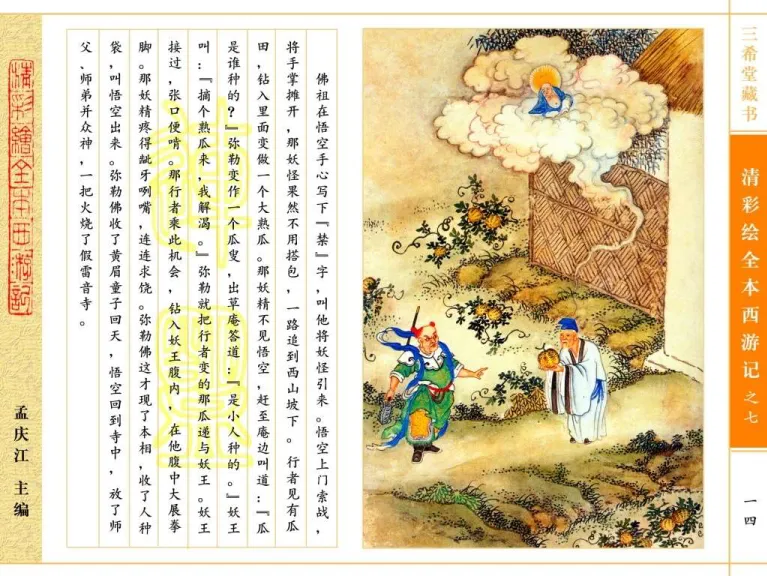 三希堂藏书
清彩绘全本西游记之七
一四
佛祖在悟空手心写下『禁』字，叫他将妖怪引来。悟空上门索战，
将手掌摊开，那妖怪果然不用搭包，一路追到西山坡下。行者见有瓜
田，钻入里面变做一个大熟瓜。那妖精不见悟空，赶至庵边叫道：『瓜
是谁种的？』弥勒变作一个瓜叟，出草庵答道：『是小人种的。』妖王
叫：『摘个熟瓜来，我解渴。』弥勒就把行者变的那瓜递与妖王。妖王
接过，张口便啃。那行者乘此机会，钻入妖王腹内，在他腹中大展拳
脚。那妖精疼得龇牙咧嘴，连连求饶。弥勒佛这才现了本相，收了人种
袋，叫悟空出来。弥勒佛收了黄眉童子回天，悟空回到寺中，放了师
父、师弟并众神，一把火烧了假雷音寺。
清彩绘全本西游记
孟庆江 主编